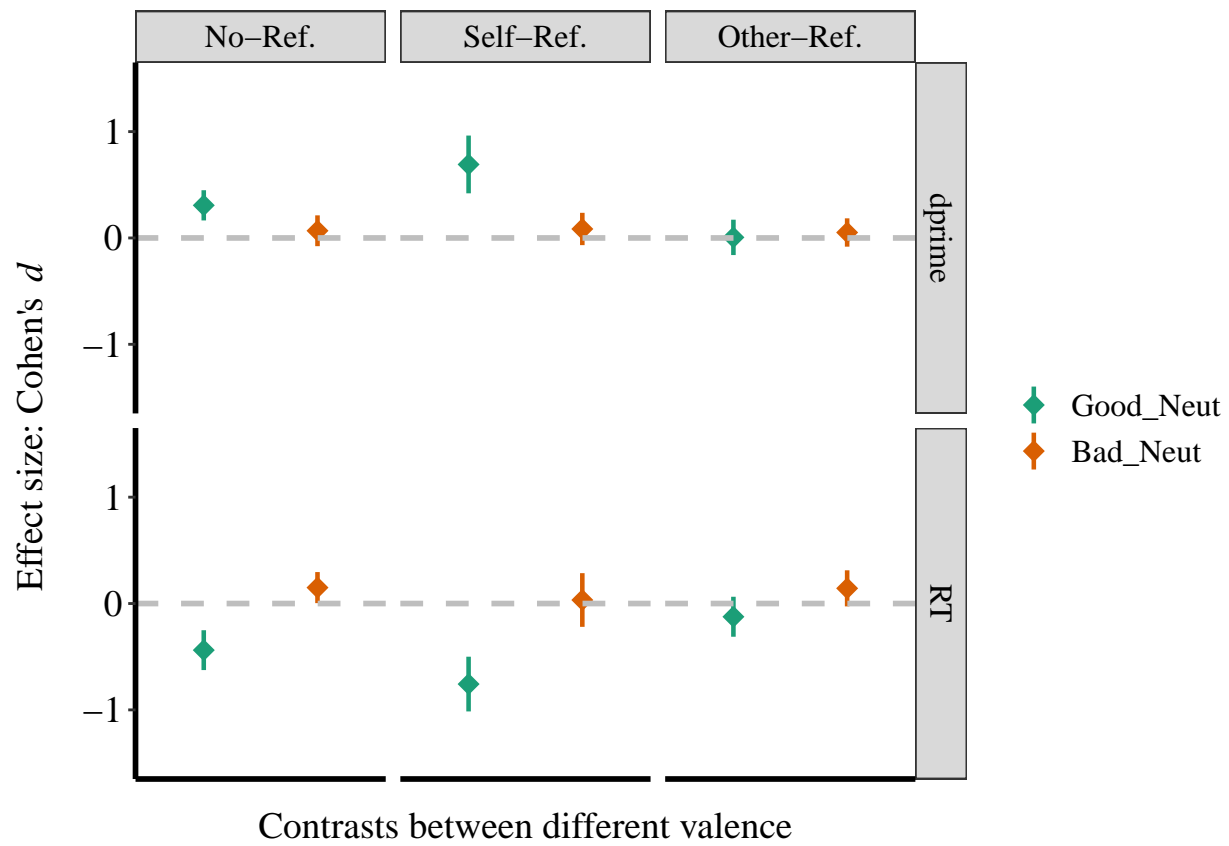 No−Ref.
Self−Ref.
Other−Ref.
1
0
−1
dprime
1
0
−1
RT
Effect size: Cohen's d
Contrasts between different valence
Good_Neut
Bad_Neut